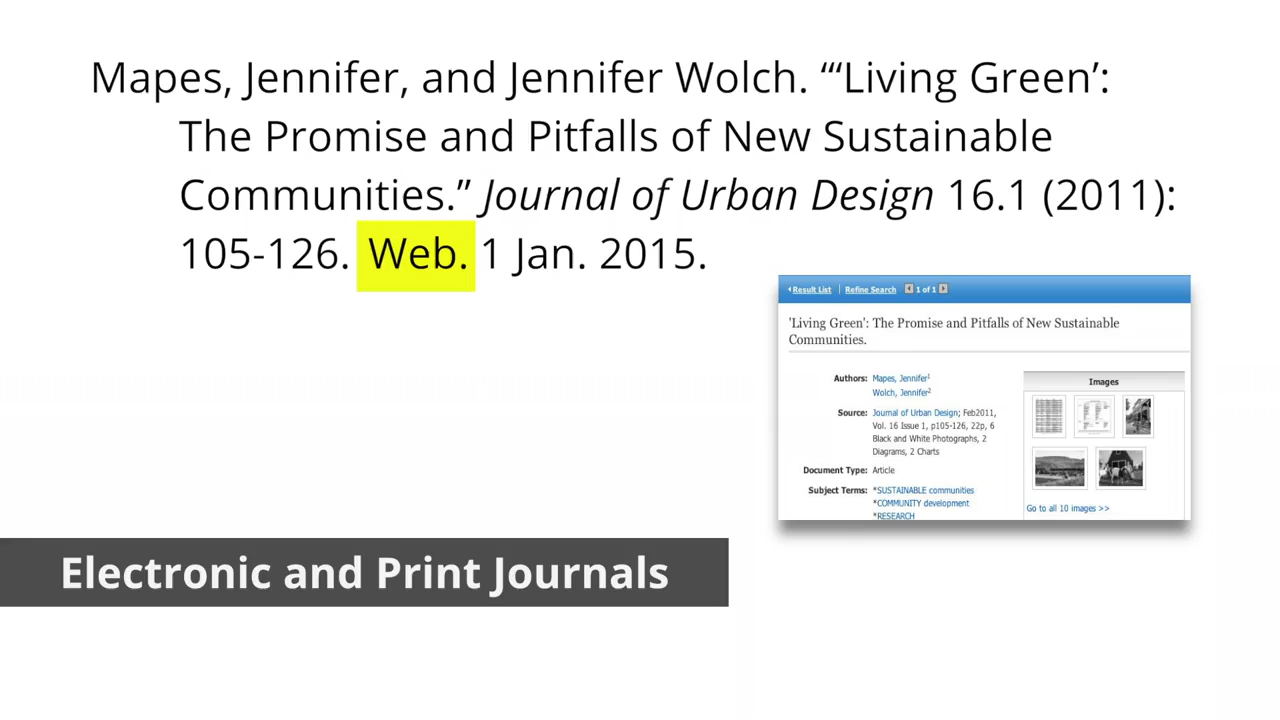 Mapes, Jennifer, and Jennifer Wolch. “‘Living Green’:
The Promise and Pitfalls of New Sustainable
Communities.” Journal of Urban Design 16.1 (2011):
105-126. Web. 1 Jan. 2015.
Result List | Refine Search 1 of 1
'Living Green': The Promise and Pitfalls of New Sustainable
Communities.
Authors: Mapes, Jennifer1
Wolch, Jennifer2
Source: Journal of Urban Design; Feb2011,
Vol. 16 Issue 1, p105-126, 22p, 6
Black and White Photographs, 2
Diagrams, 2 Charts
Document Type: Article
Subject Terms: *SUSTAINABLE communities
*COMMUNITY development
*RESEARCH
Images
Go to all 10 images >>
Electronic and Print Journals